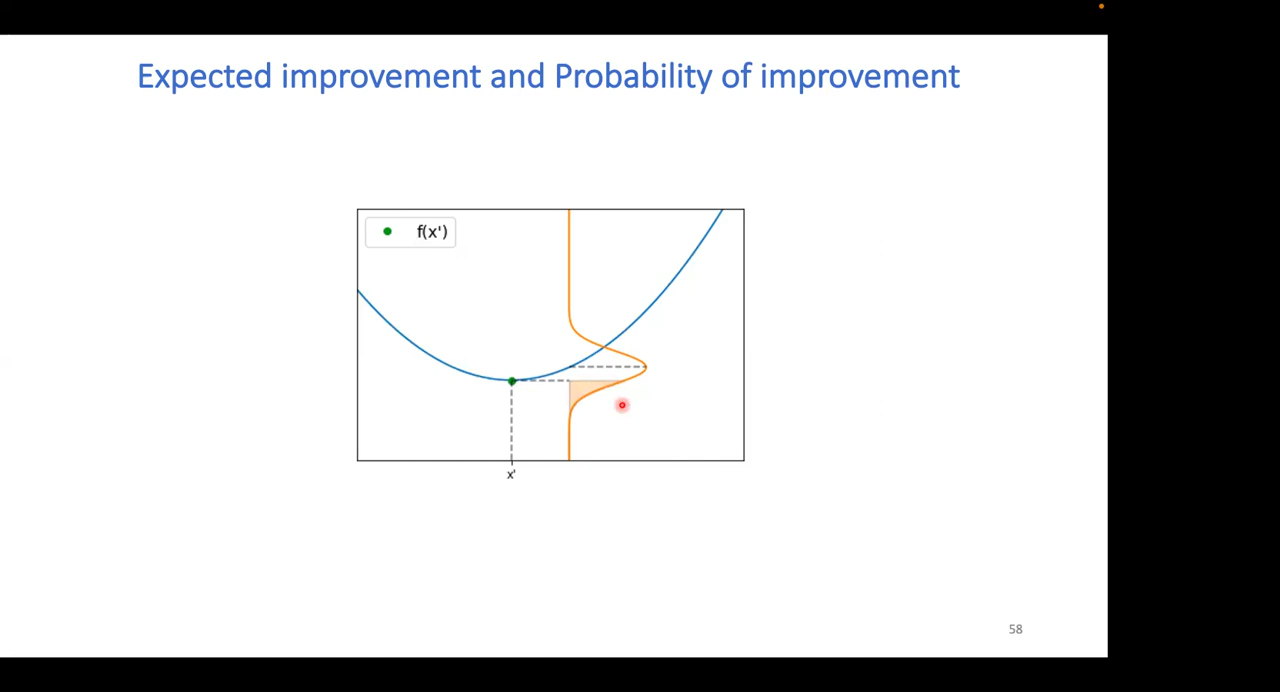 Expected improvement and Probability of improvement
f(x')
x'
58